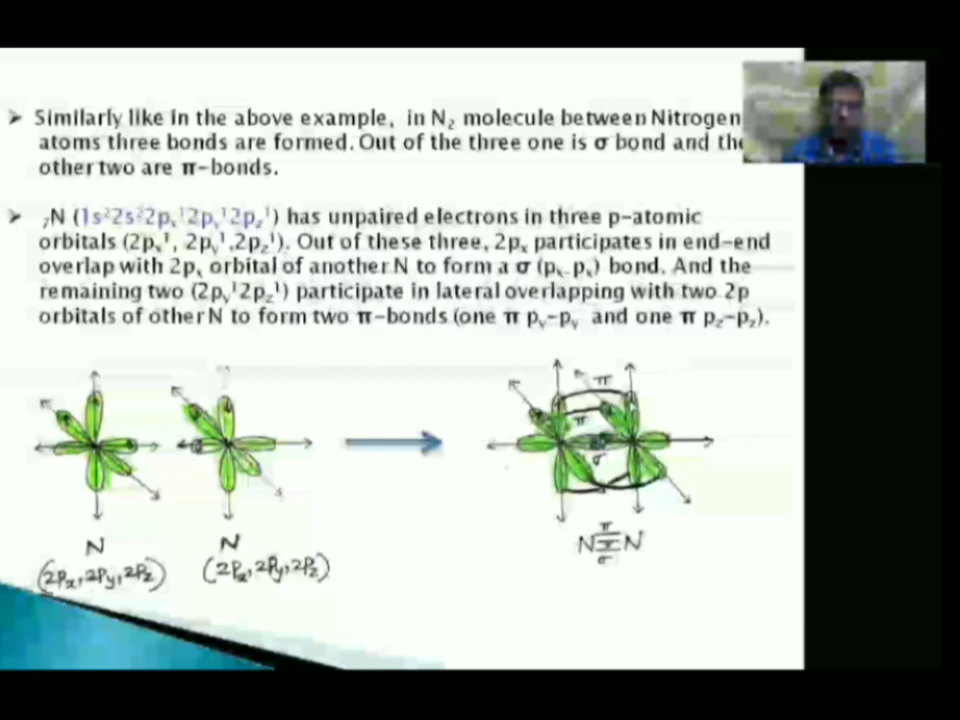 ➢ Similarly like in the above example, in N₂ molecule between Nitrogen
atoms three bonds are formed. Out of the three one is σ bond and the
other two are π-bonds.
➢ ₇N (1s²2s²2pₓ¹2pᵧ¹2p_z¹) has unpaired electrons in three p-atomic
orbitals (2pₓ¹, 2pᵧ¹,2p_z¹). Out of these three, 2pₓ participates in end-end
overlap with 2pₓ orbital of another N to form a σ (pₓ-pₓ) bond. And the
remaining two (2pᵧ¹2p_z¹) participate in lateral overlapping with two 2p
orbitals of other N to form two π-bonds (one π pᵧ-pᵧ and one π p_z-p_z).
π
π
σ
N N
(2Pₓ,2Pᵧ,2P_z) (2Pₓ,2Pᵧ,2P_z)
π
N π N
σ